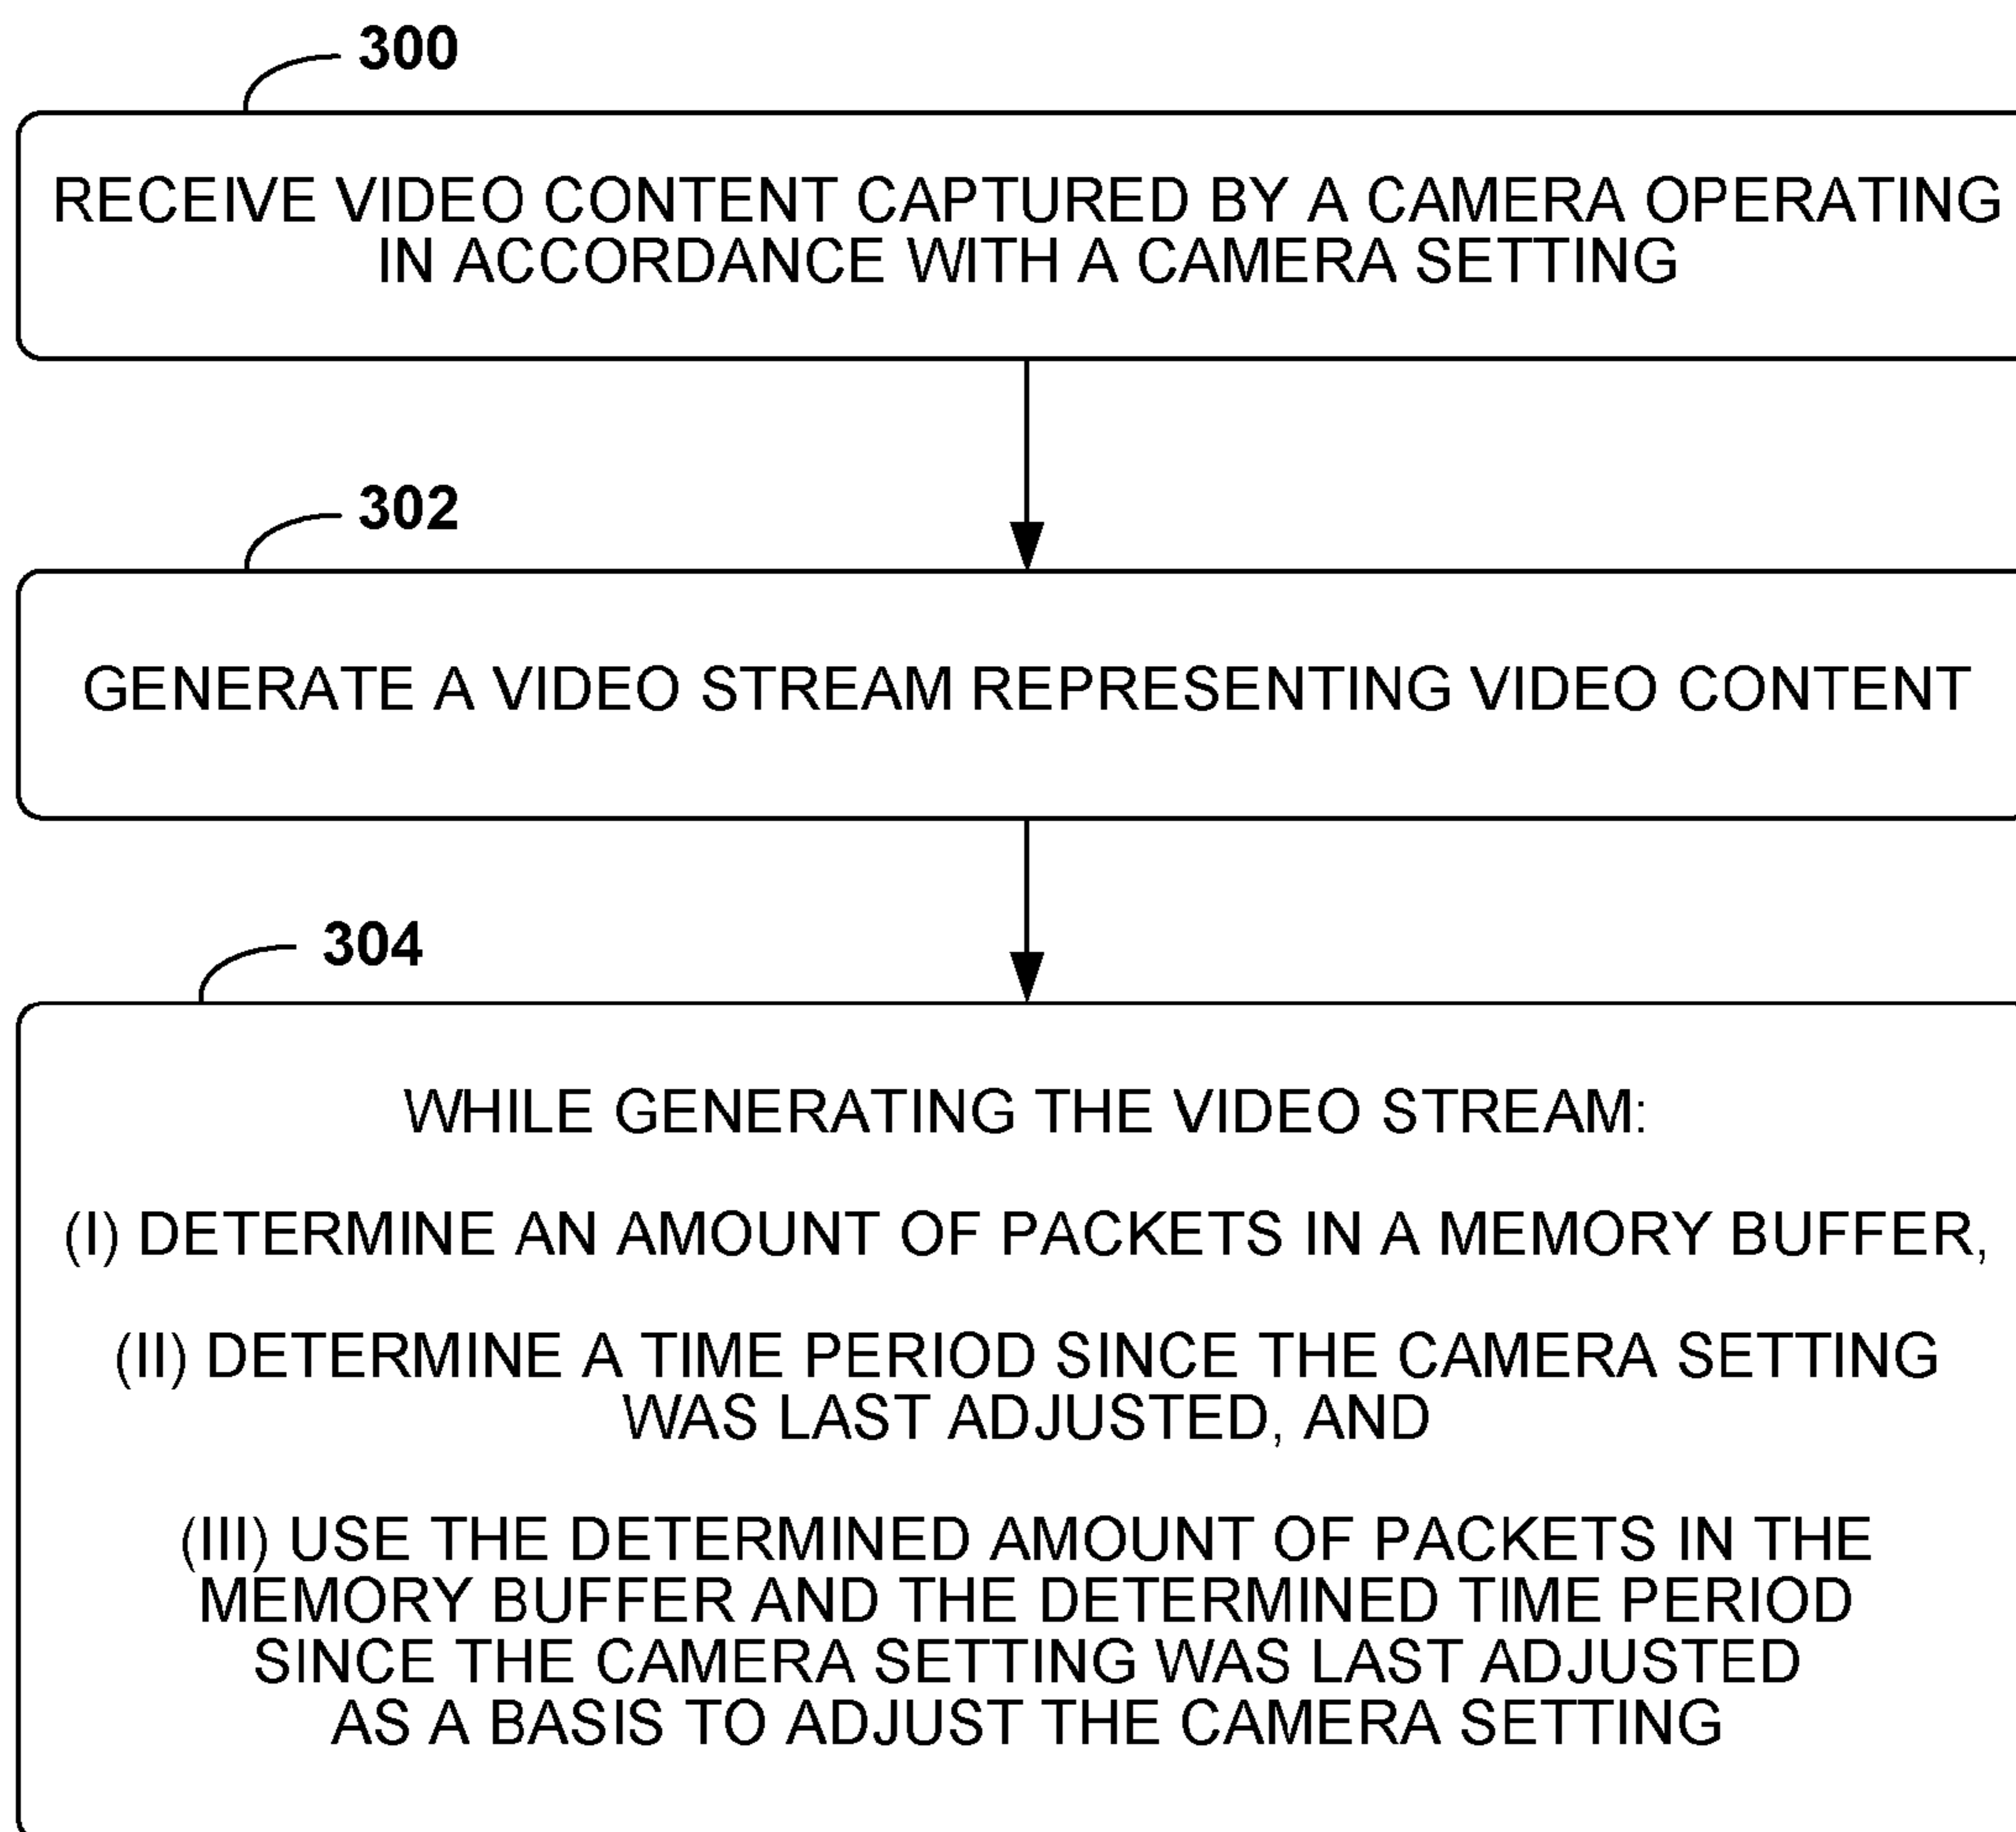 300
RECEIVE VIDEO CONTENT CAPTURED BY A CAMERA OPERATING
IN ACCORDANCE WITH A CAMERA SETTING
302
GENERATE A VIDEO STREAM REPRESENTING VIDEO CONTENT
304
WHILE GENERATING THE VIDEO STREAM:
(I) DETERMINE AN AMOUNT OF PACKETS IN A MEMORY BUFFER,
(II) DETERMINE A TIME PERIOD SINCE THE CAMERA SETTING
WAS LAST ADJUSTED, AND
(III) USE THE DETERMINED AMOUNT OF PACKETS IN THE
MEMORY BUFFER AND THE DETERMINED TIME PERIOD
SINCE THE CAMERA SETTING WAS LAST ADJUSTED
AS A BASIS TO ADJUST THE CAMERA SETTING